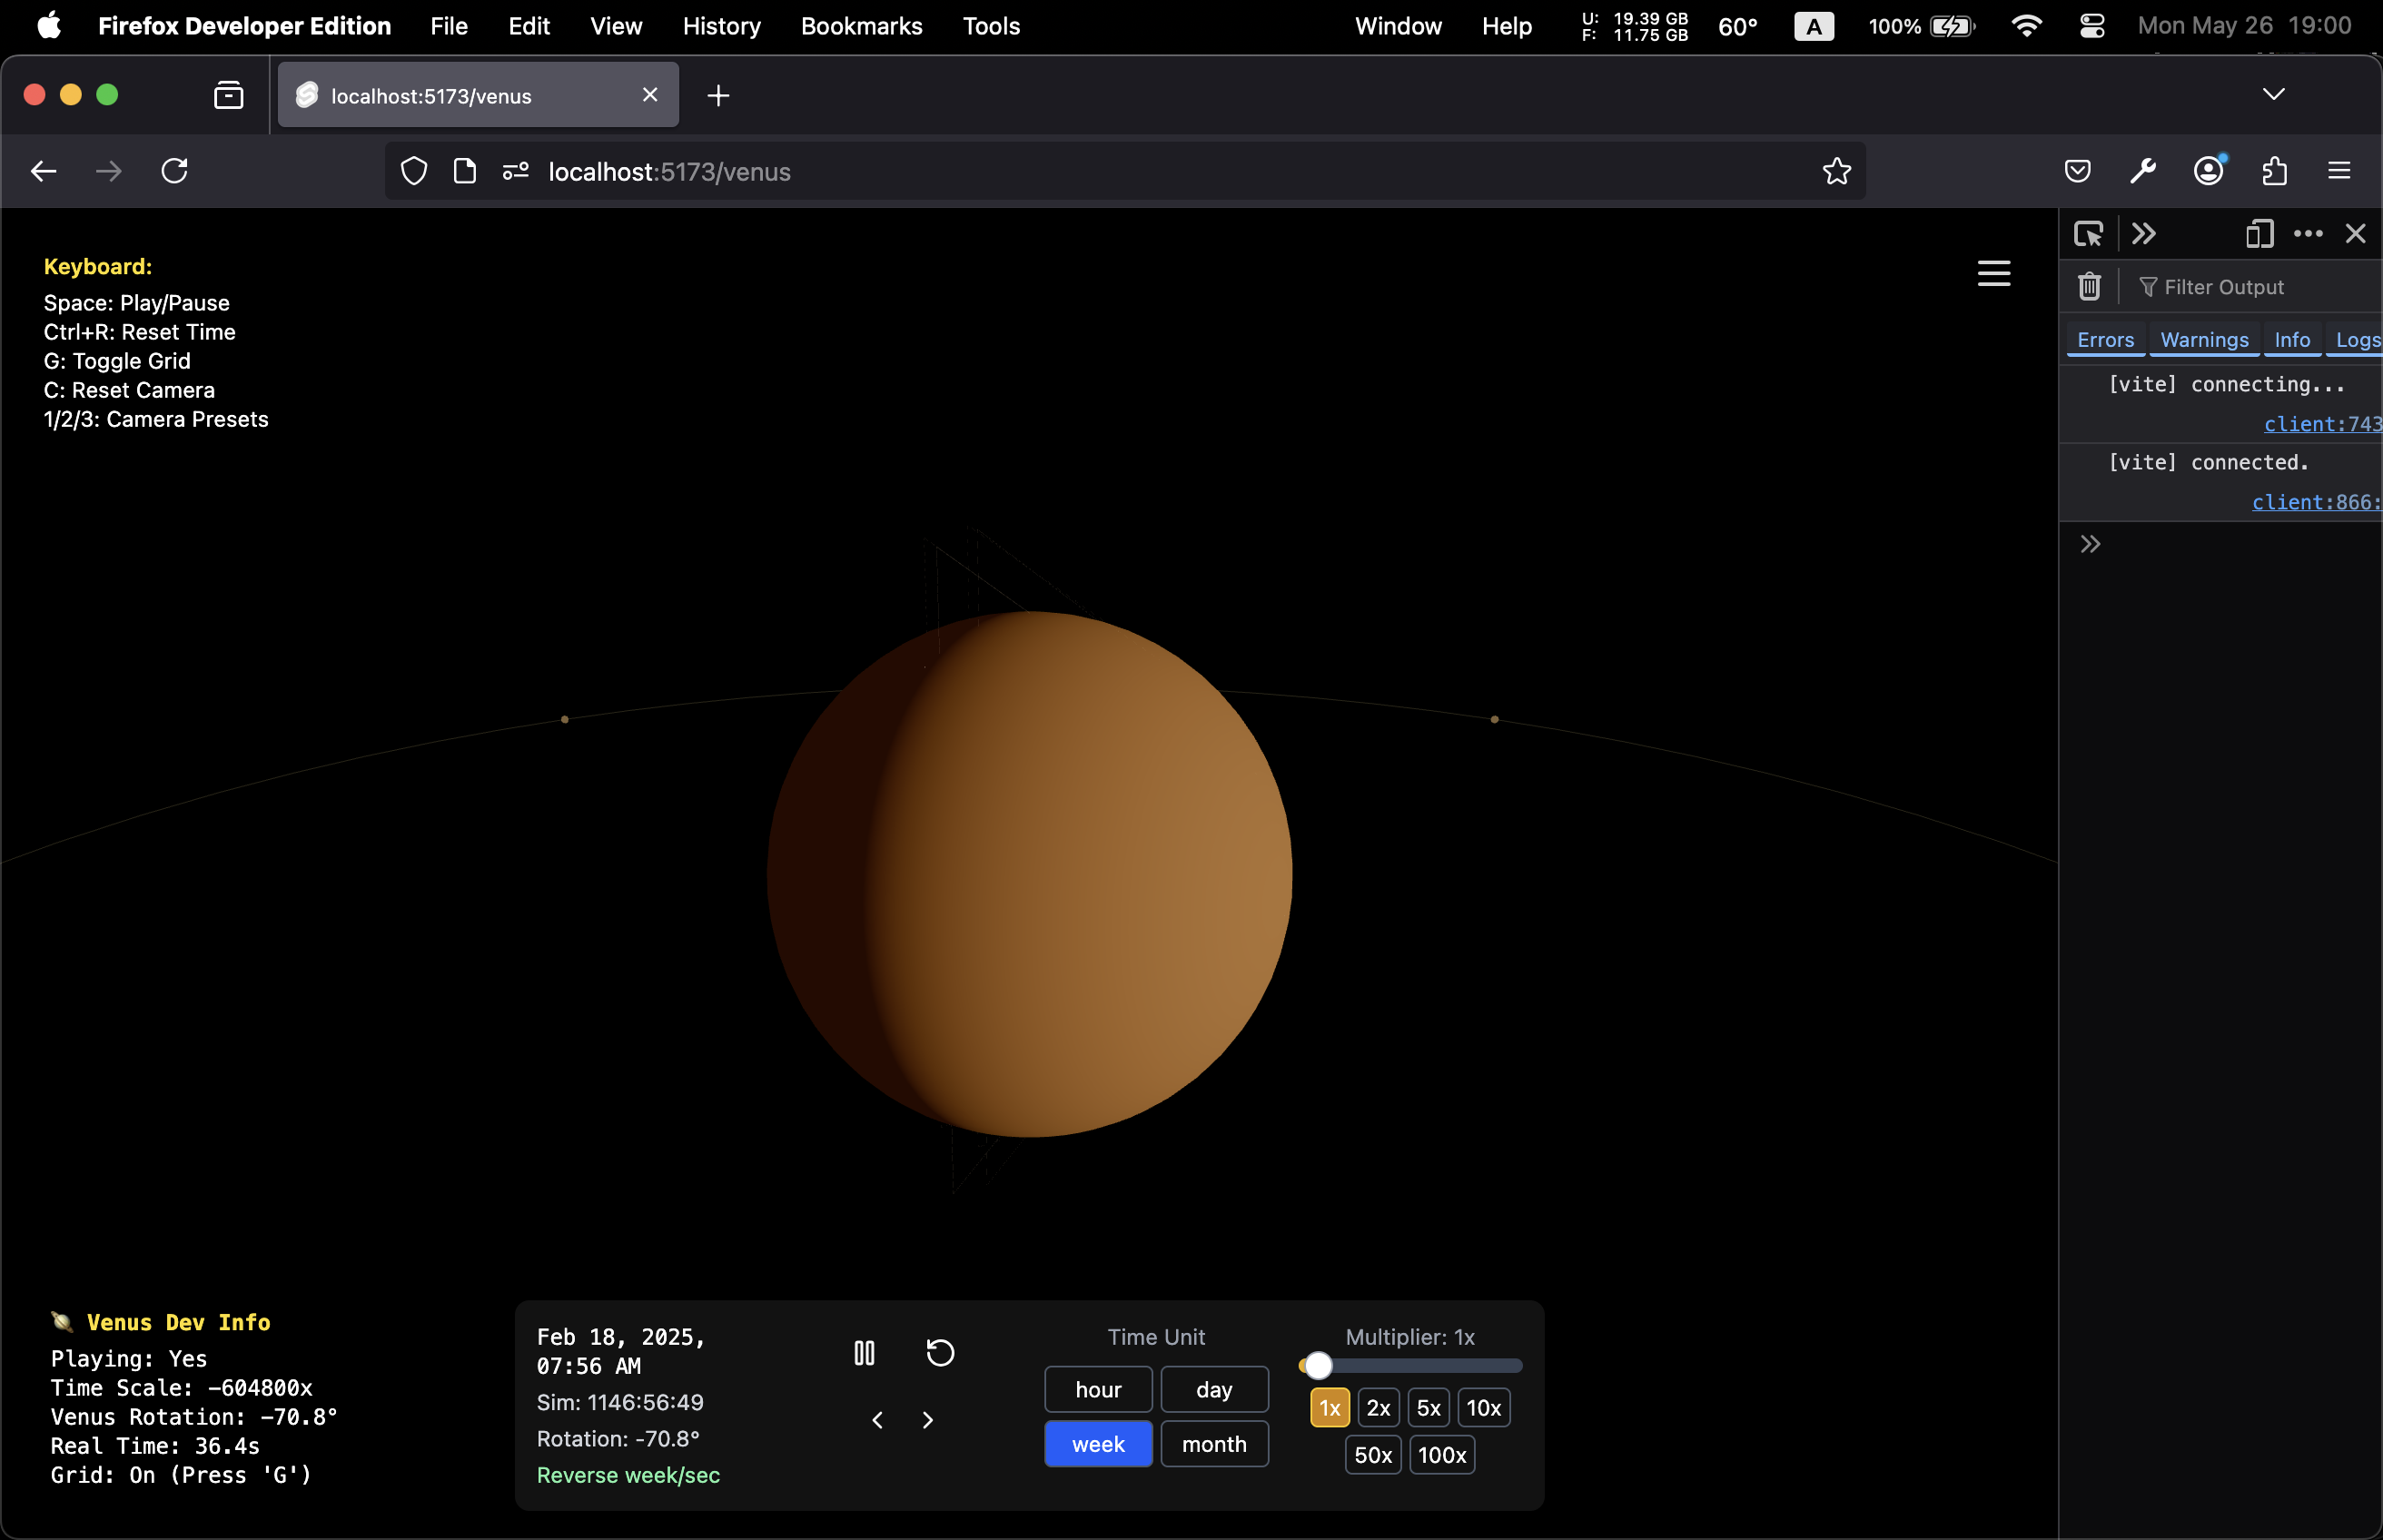 Firefox Developer Edition File Edit View History Bookmarks Tools Window Help U: 19.39 GB F: 11.75 GB 60° A 100% Mon May 26 19:00
localhost:5173/venus
localhost:5173/venus
Keyboard:
Space: Play/Pause
Ctrl+R: Reset Time
G: Toggle Grid
C: Reset Camera
1/2/3: Camera Presets
Filter Output
Errors Warnings Info Logs
[vite] connecting...
client:743
[vite] connected.
client:866:
Venus Dev Info
Playing: Yes
Time Scale: -604800x
Venus Rotation: -70.8°
Real Time: 36.4s
Grid: On (Press 'G')
Feb 18, 2025,
07:56 AM
Sim: 1146:56:49
Rotation: -70.8°
Reverse week/sec
Time Unit
hour day
week month
Multiplier: 1x
1x 2x 5x 10x
50x 100x